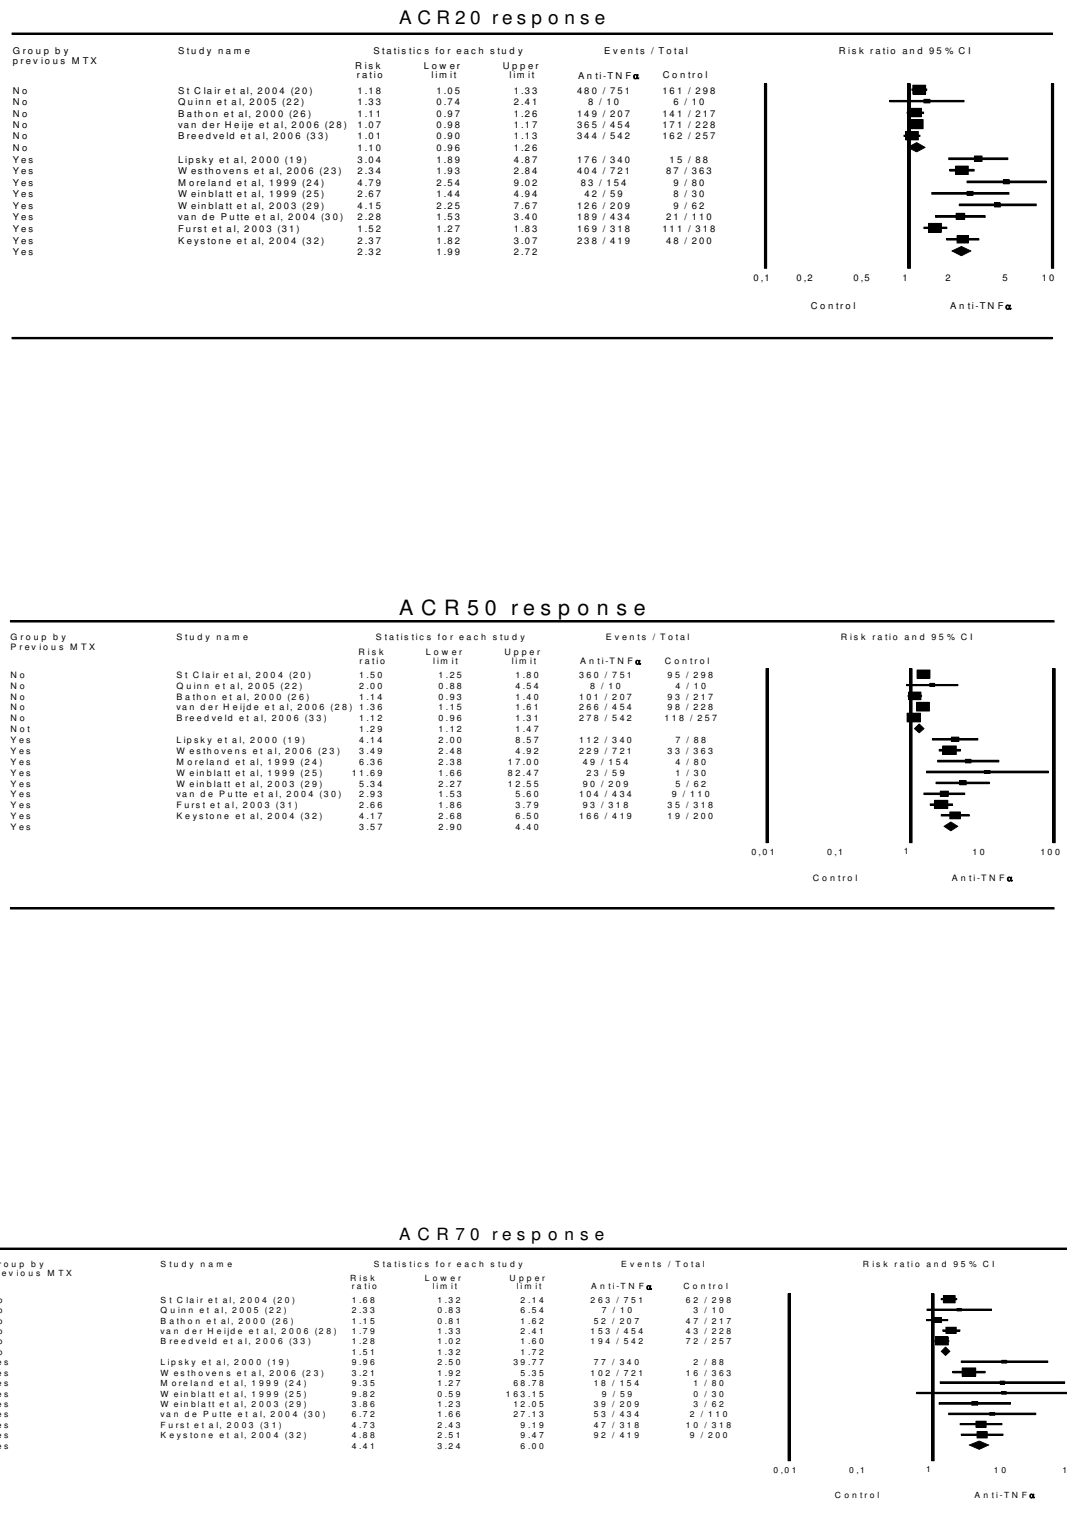 ACR20 response
Group by previous MTX Study name Statistics for each study Events / Total Risk ratio and 95% CI
Risk ratio Lower limit Upper limit Anti-TNFα Control
No St Clair et al, 2004 (20) 1.18 1.05 1.33 480 / 751 161 / 298
No Quinn et al, 2005 (22) 1.33 0.74 2.41 8 / 10 6 / 10
No Bathon et al, 2000 (26) 1.11 0.97 1.26 149 / 207 141 / 217
No van der Heije et al, 2006 (28) 1.07 0.98 1.17 365 / 454 171 / 228
No Breedveld et al, 2006 (33) 1.01 0.90 1.13 344 / 542 162 / 257
No 1.10 0.96 1.26
Yes Lipsky et al, 2000 (19) 3.04 1.89 4.87 176 / 340 15 / 88
Yes Westhovens et al, 2006 (23) 2.34 1.93 2.84 404 / 721 87 / 363
Yes Moreland et al, 1999 (24) 4.79 2.54 9.02 83 / 154 9 / 80
Yes Weinblatt et al, 1999 (25) 2.67 1.44 4.94 42 / 59 8 / 30
Yes Weinblatt et al, 2003 (29) 4.15 2.25 7.67 126 / 209 9 / 62
Yes van de Putte et al, 2004 (30) 2.28 1.53 3.40 189 / 434 21 / 110
Yes Furst et al, 2003 (31) 1.52 1.27 1.83 169 / 318 111 / 318
Yes Keystone et al, 2004 (32) 2.37 1.82 3.07 238 / 419 48 / 200
Yes 2.32 1.99 2.72
0,1 0,2 0,5 1 2 5 10
Control Anti-TNFα
ACR50 response
Group by Previous MTX Study name Statistics for each study Events / Total Risk ratio and 95% CI
Risk ratio Lower limit Upper limit Anti-TNFα Control
No St Clair et al, 2004 (20) 1.50 1.25 1.80 360 / 751 95 / 298
No Quinn et al, 2005 (22) 2.00 0.88 4.54 8 / 10 4 / 10
No Bathon et al, 2000 (26) 1.14 0.93 1.40 101 / 207 93 / 217
No van der Heijde et al, 2006 (28) 1.36 1.15 1.61 266 / 454 98 / 228
No Breedveld et al, 2006 (33) 1.12 0.96 1.31 278 / 542 118 / 257
Not 1.29 1.12 1.47
Yes Lipsky et al, 2000 (19) 4.14 2.00 8.57 112 / 340 7 / 88
Yes Westhovens et al, 2006 (23) 3.49 2.48 4.92 229 / 721 33 / 363
Yes Moreland et al, 1999 (24) 6.36 2.38 17.00 49 / 154 4 / 80
Yes Weinblatt et al, 1999 (25) 11.69 1.66 82.47 23 / 59 1 / 30
Yes Weinblatt et al, 2003 (29) 5.34 2.27 12.55 90 / 209 5 / 62
Yes van de Putte et al, 2004 (30) 2.93 1.53 5.60 104 / 434 9 / 110
Yes Furst et al, 2003 (31) 2.66 1.86 3.79 93 / 318 35 / 318
Yes Keystone et al, 2004 (32) 4.17 2.68 6.50 166 / 419 19 / 200
Yes 3.57 2.90 4.40
0,01 0,1 1 10 100
Control Anti-TNFα
ACR70 response
roup by evious MTX Study name Statistics for each study Events / Total Risk ratio and 95% CI
Risk ratio Lower limit Upper limit Anti-TNFα Control
o St Clair et al, 2004 (20) 1.68 1.32 2.14 263 / 751 62 / 298
o Quinn et al, 2005 (22) 2.33 0.83 6.54 7 / 10 3 / 10
o Bathon et al, 2000 (26) 1.15 0.81 1.62 52 / 207 47 / 217
o van der Heijde et al, 2006 (28) 1.79 1.33 2.41 153 / 454 43 / 228
o Breedveld et al, 2006 (33) 1.28 1.02 1.60 194 / 542 72 / 257
o 1.51 1.32 1.72
es Lipsky et al, 2000 (19) 9.96 2.50 39.77 77 / 340 2 / 88
es Westhovens et al, 2006 (23) 3.21 1.92 5.35 102 / 721 16 / 363
es Moreland et al, 1999 (24) 9.35 1.27 68.78 18 / 154 1 / 80
es Weinblatt et al, 1999 (25) 9.82 0.59 163.15 9 / 59 0 / 30
es Weinblatt et al, 2003 (29) 3.86 1.23 12.05 39 / 209 3 / 62
es van de Putte et al, 2004 (30) 6.72 1.66 27.13 53 / 434 2 / 110
es Furst et al, 2003 (31) 4.73 2.43 9.19 47 / 318 10 / 318
es Keystone et al, 2004 (32) 4.88 2.51 9.47 92 / 419 9 / 200
es 4.41 3.24 6.00
0,01 0,1 1 10 1
Control Anti-TNFα